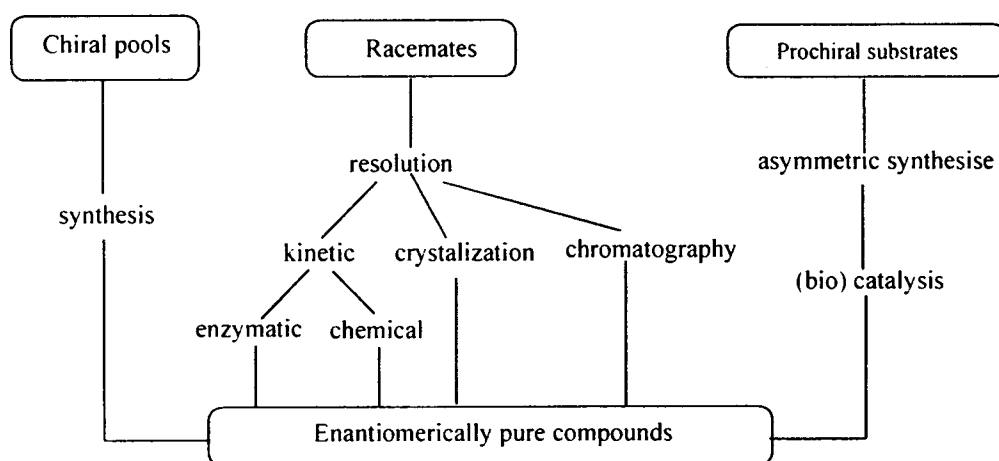 Chiral pools
Racemates
Prochiral substrates
resolution
asymmetric synthesise
synthesis
kinetic
crystalization
chromatography
(bio) catalysis
enzymatic
chemical
Enantiomerically pure compounds